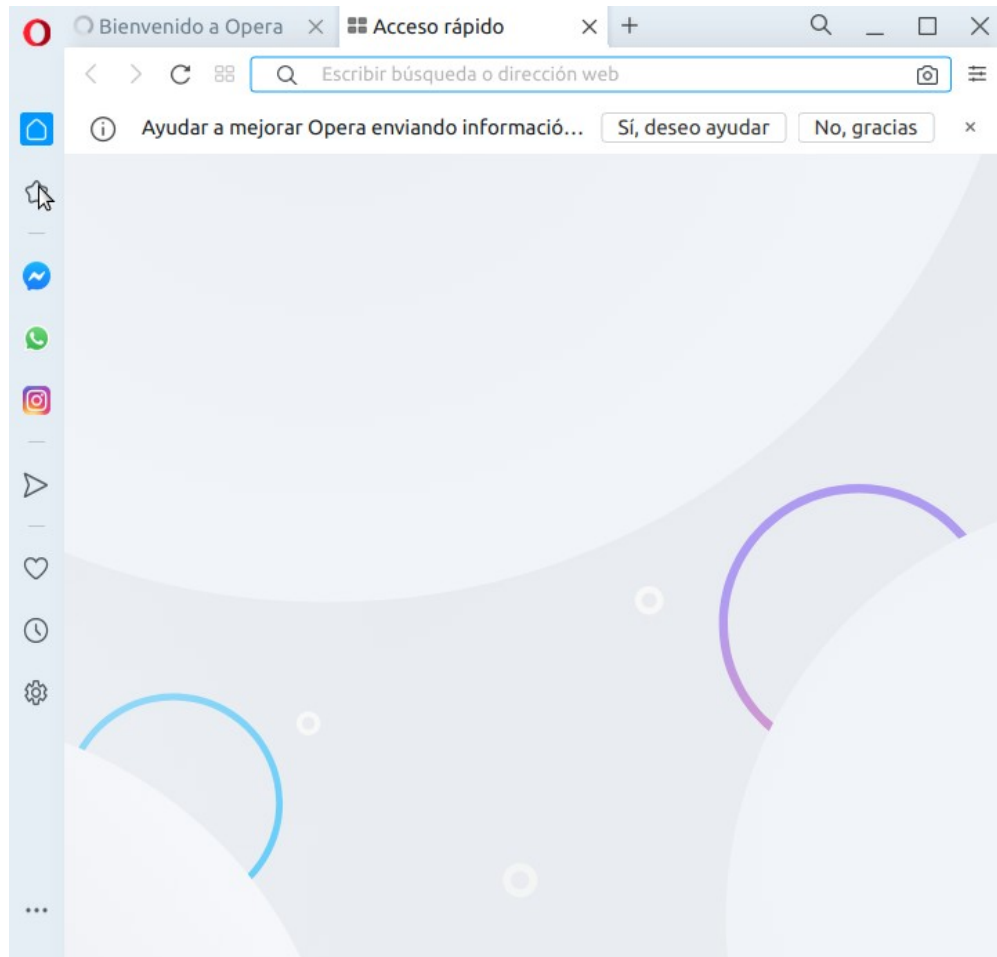 Bienvenido a Opera
Acceso rápido
Escribir búsqueda o dirección web
Ayudar a mejorar Opera enviando informació...
Sí, deseo ayudar
No, gracias